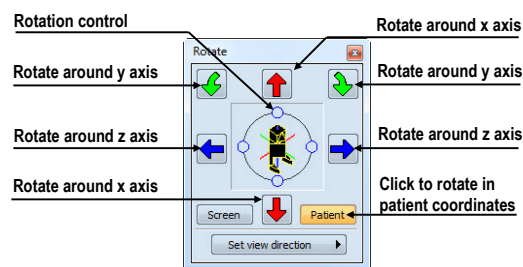 Rotation control
Rotate around x axis
Rotate
Rotate around y axis
Rotate around y axis
Rotate around z axis
Rotate around z axis
Rotate around x axis
Click to rotate in
patient coordinates
Screen
Patient
Set view direction